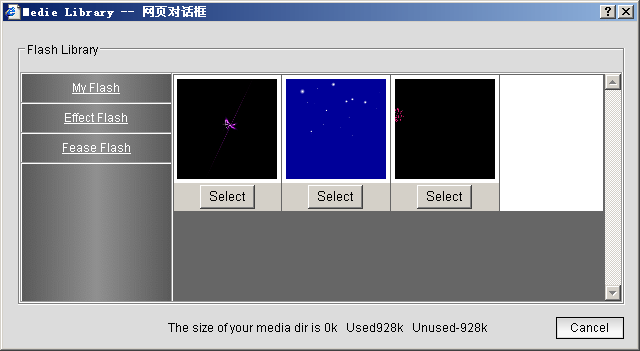 Medie Library -- 网页对话框
Flash Library
My Flash
Effect Flash
Fease Flash
Select Select Select
The size of your media dir is 0k Used928k Unused-928k
Cancel